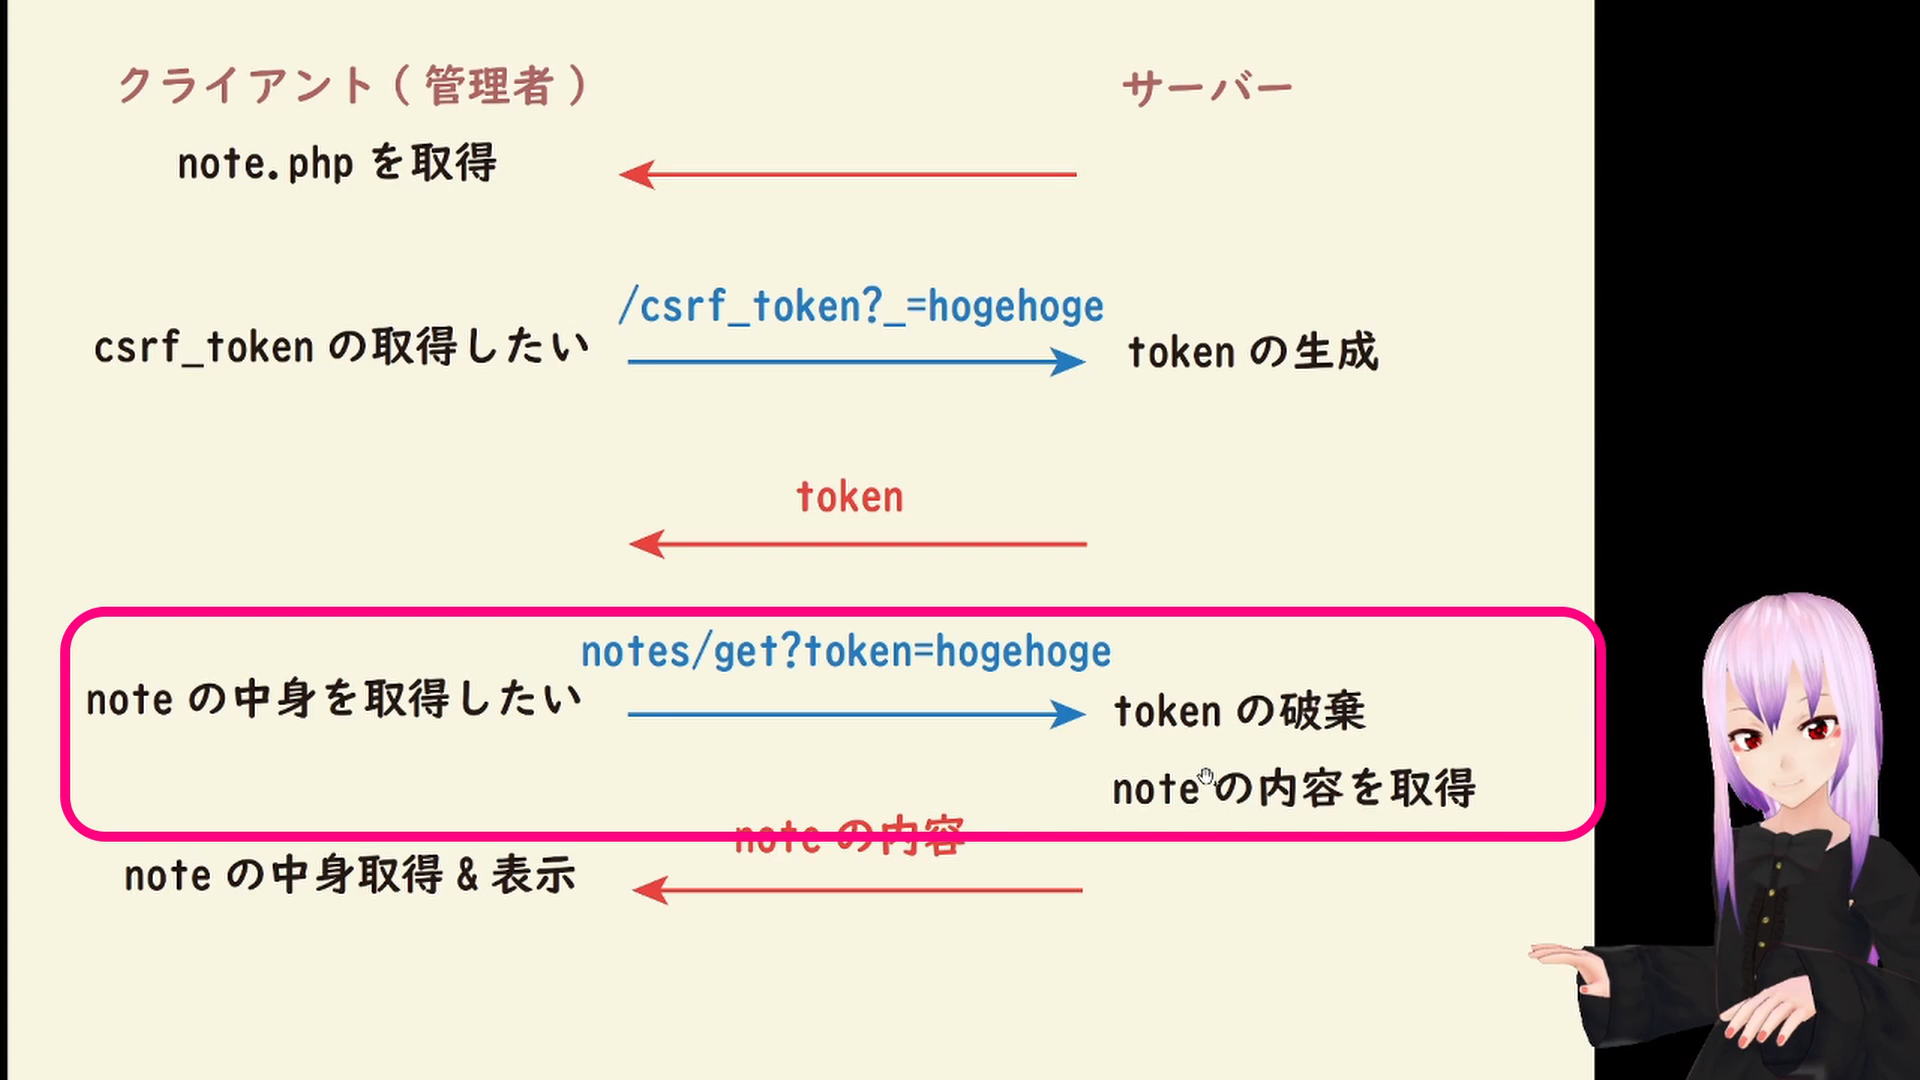 クライアント ( 管理者 )
サーバー
note.php を取得
/csrf_token?_=hogehoge
csrf_token の取得したい
token の生成
token
notes/get?token=hogehoge
note の中身を取得したい
token の破棄
note の内容を取得
note の内容
note の中身取得 & 表示